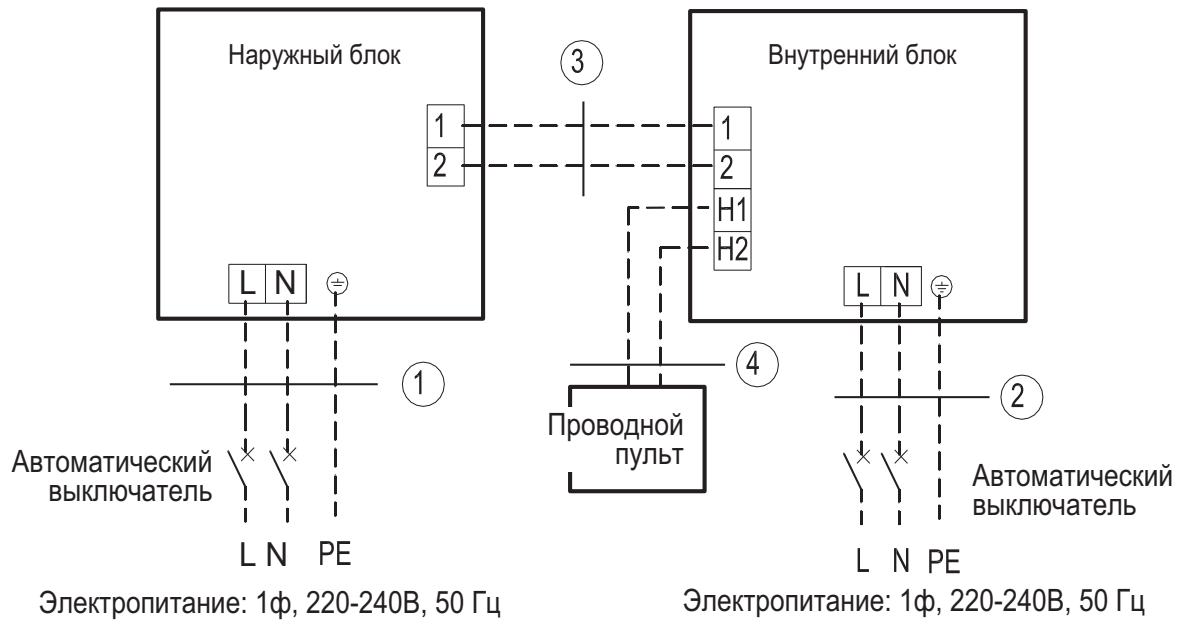 Наружный блок
3
Внутренний блок
1
2
1
2
H1
H2
L N
L N
1
4
2
Проводной
пульт
Автоматический
выключатель
Автоматический
выключатель
L N PE
L N PE
Электропитание: 1ф, 220-240В, 50 Гц
Электропитание: 1ф, 220-240В, 50 Гц